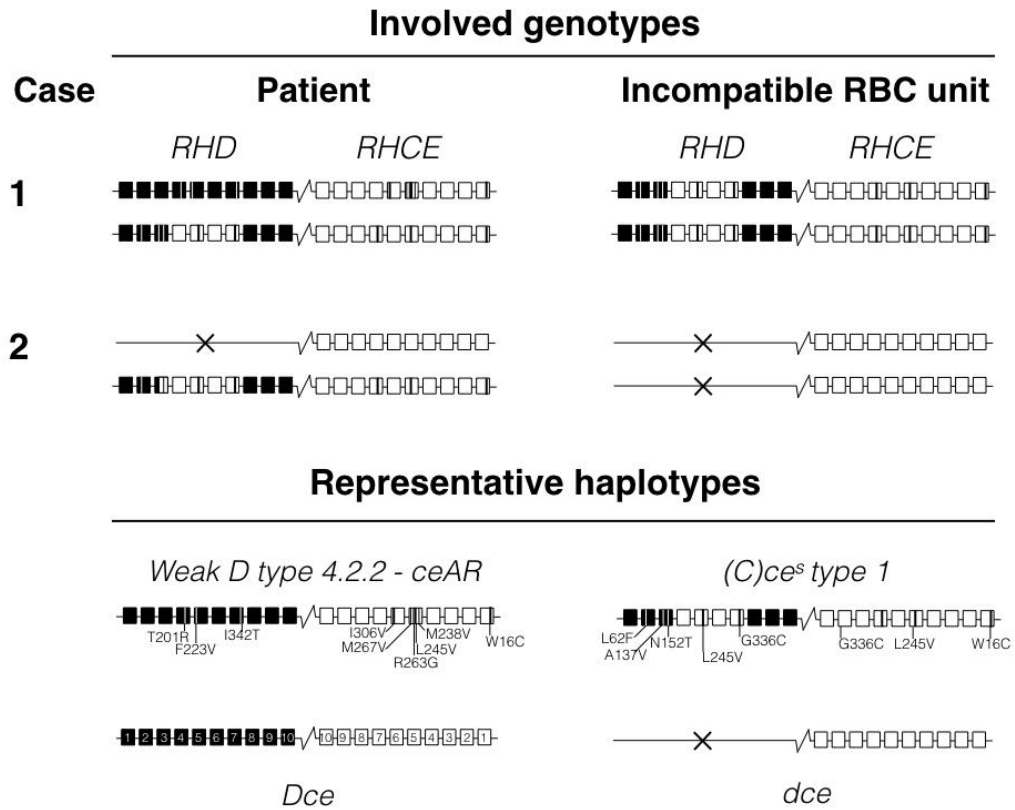 Involved genotypes
Case Patient Incompatible RBC unit
RHD RHCE RHD RHCE
1
2
Representative haplotypes
Weak D type 4.2.2 - ceAR (C)ceˢ type 1
T201R I342T I306V M238V L62F N152T G336C G336C L245V W16C
F223V M267V L245V W16C A137V L245V
R263G
1 2 3 4 5 6 7 8 9 10 10 9 8 7 6 5 4 3 2 1
Dce dce